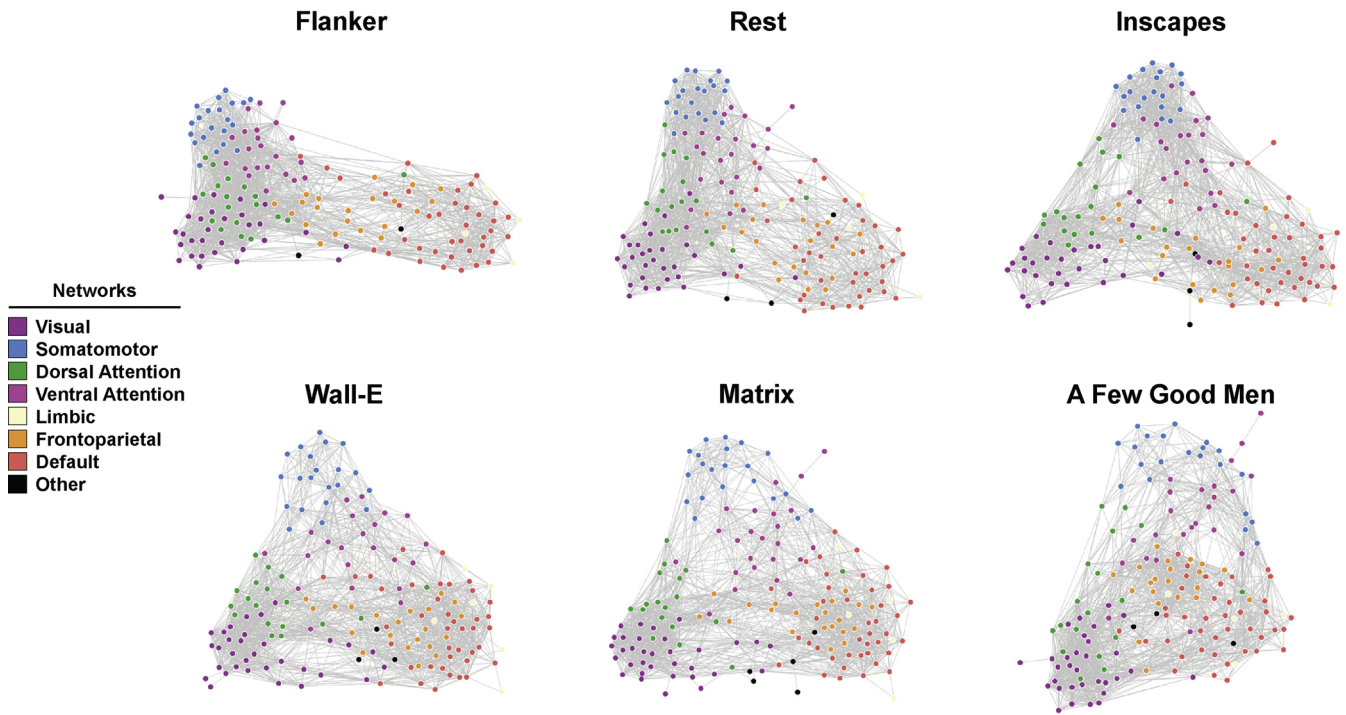 Flanker
Rest
Inscapes
Networks
Visual
Somatomotor
Dorsal Attention
Ventral Attention
Limbic
Frontoparietal
Default
Other
Wall-E
Matrix
A Few Good Men